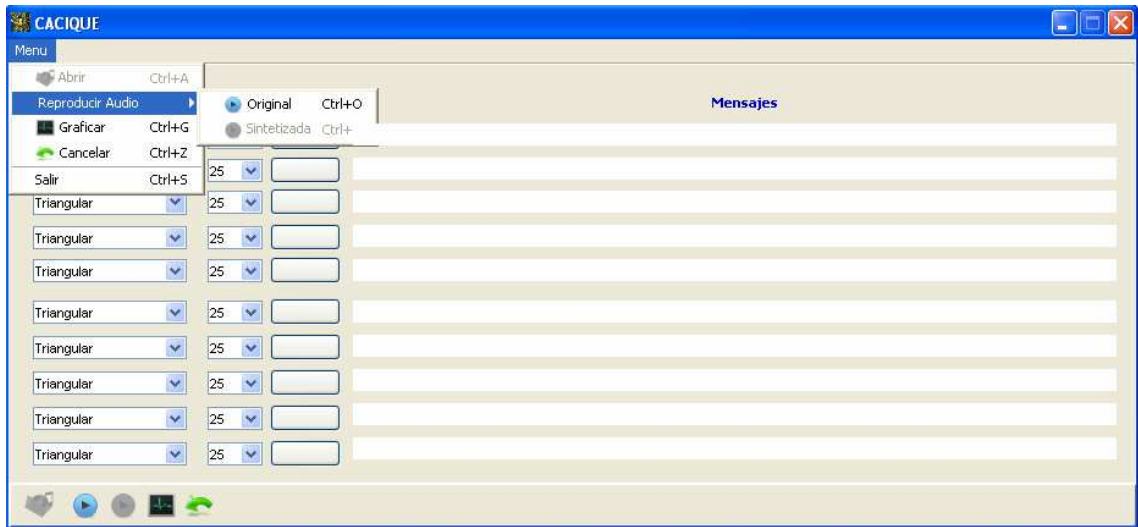 CACIQUE
Menu
Abrir Ctrl+A
Reproducir Audio
Original Ctrl+O
Mensajes
Graficar Ctrl+G
Sintetizada Ctrl+
Cancelar Ctrl+Z
25
Salir Ctrl+S
Triangular 25
Triangular 25
Triangular 25
Triangular 25
Triangular 25
Triangular 25
Triangular 25
Triangular 25